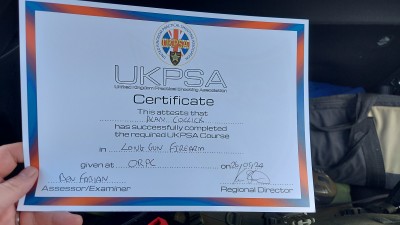 UKPSA
United Kingdom Practical Shooting Association
Certificate
This attests that
has successfully completed
the required UKPSA Course
in LONG GUN FIREARM
given at ORPC on 26/05/24
Assessor/Examiner Regional Director